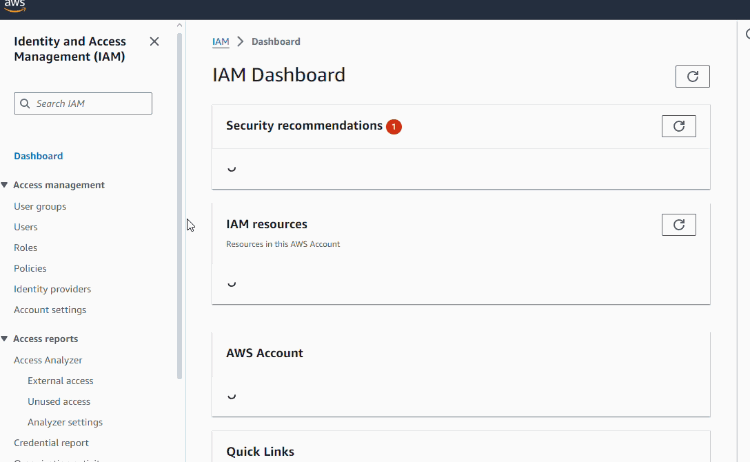 aws
Identity and Access
Management (IAM)
Search IAM
Dashboard
Access management
User groups
Users
Roles
Policies
Identity providers
Account settings
Access reports
Access Analyzer
External access
Unused access
Analyzer settings
Credential report
IAM > Dashboard
IAM Dashboard
Security recommendations 1
IAM resources
Resources in this AWS Account
AWS Account
Quick Links